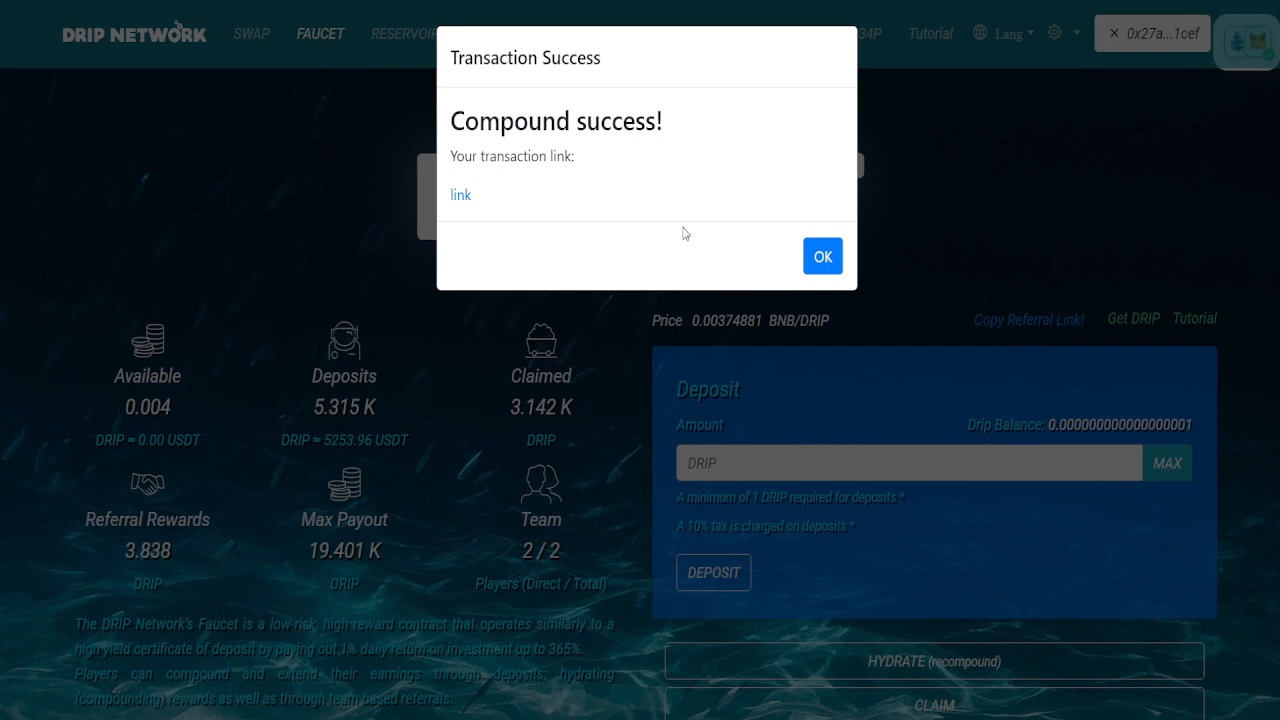 DRIP NETWORK SWAP FAUCET RESERVOIR 34P Tutorial Lang × 0x27a...1cef
Transaction Success
Compound success!
Your transaction link:
link
OK
Price 0.00374881 BNB/DRIP Copy Referral Link! Get DRIP Tutorial
Available Deposits Claimed
0.004 5.315 K 3.142 K
DRIP ≈ 0.00 USDT DRIP ≈ 5253.96 USDT DRIP
Referral Rewards Max Payout Team
3.838 19.401 K 2 / 2
DRIP DRIP Players (Direct / Total)
The DRIP Network's Faucet is a low-risk, high reward contract that operates similarly to a
high yield certificate of deposit by paying out 1% daily return on investment up to 365%.
Players can compound and extend their earnings through deposits, hydrating
(compounding) rewards as well as through team based referrals.
Deposit
Amount Drip Balance: 0.000000000000000001
DRIP MAX
A minimum of 1 DRIP required for deposits *
A 10% tax is charged on deposits *
DEPOSIT
HYDRATE (recompound)
CLAIM